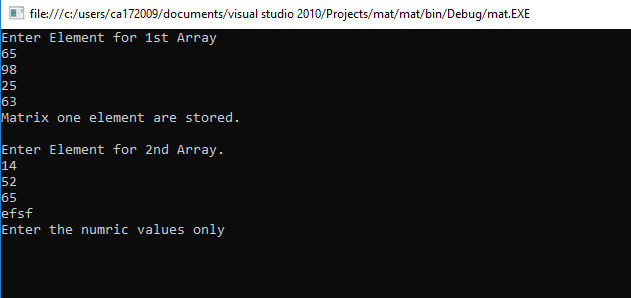 file:///c:/users/ca172009/documents/visual studio 2010/Projects/mat/mat/bin/Debug/mat.EXE
Enter Element for 1st Array
65
98
25
63
Matrix one element are stored.
Enter Element for 2nd Array.
14
52
65
efsf
Enter the numric values only